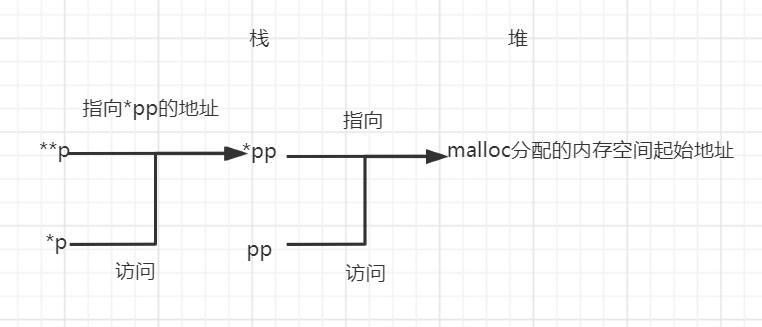 栈
堆
指向*pp的地址
指向
**p
*pp
malloc分配的内存空间起始地址
*p
pp
访问
访问